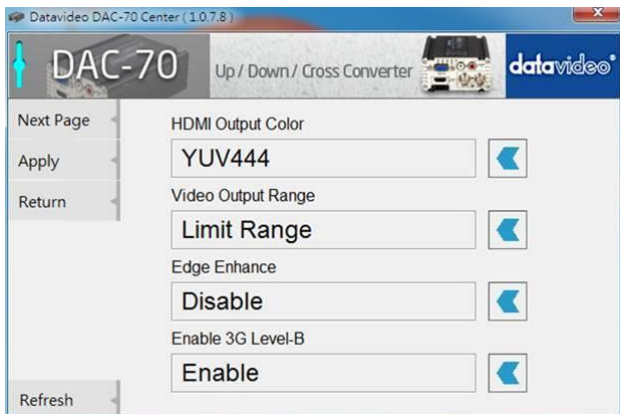 Datavideo DAC-70 Center ( 1.0.7.8 )
DAC-70
Up / Down / Cross Converter
datavideo
Next Page
Apply
Return
HDMI Output Color
YUV444
Video Output Range
Limit Range
Edge Enhance
Disable
Enable 3G Level-B
Enable
Refresh